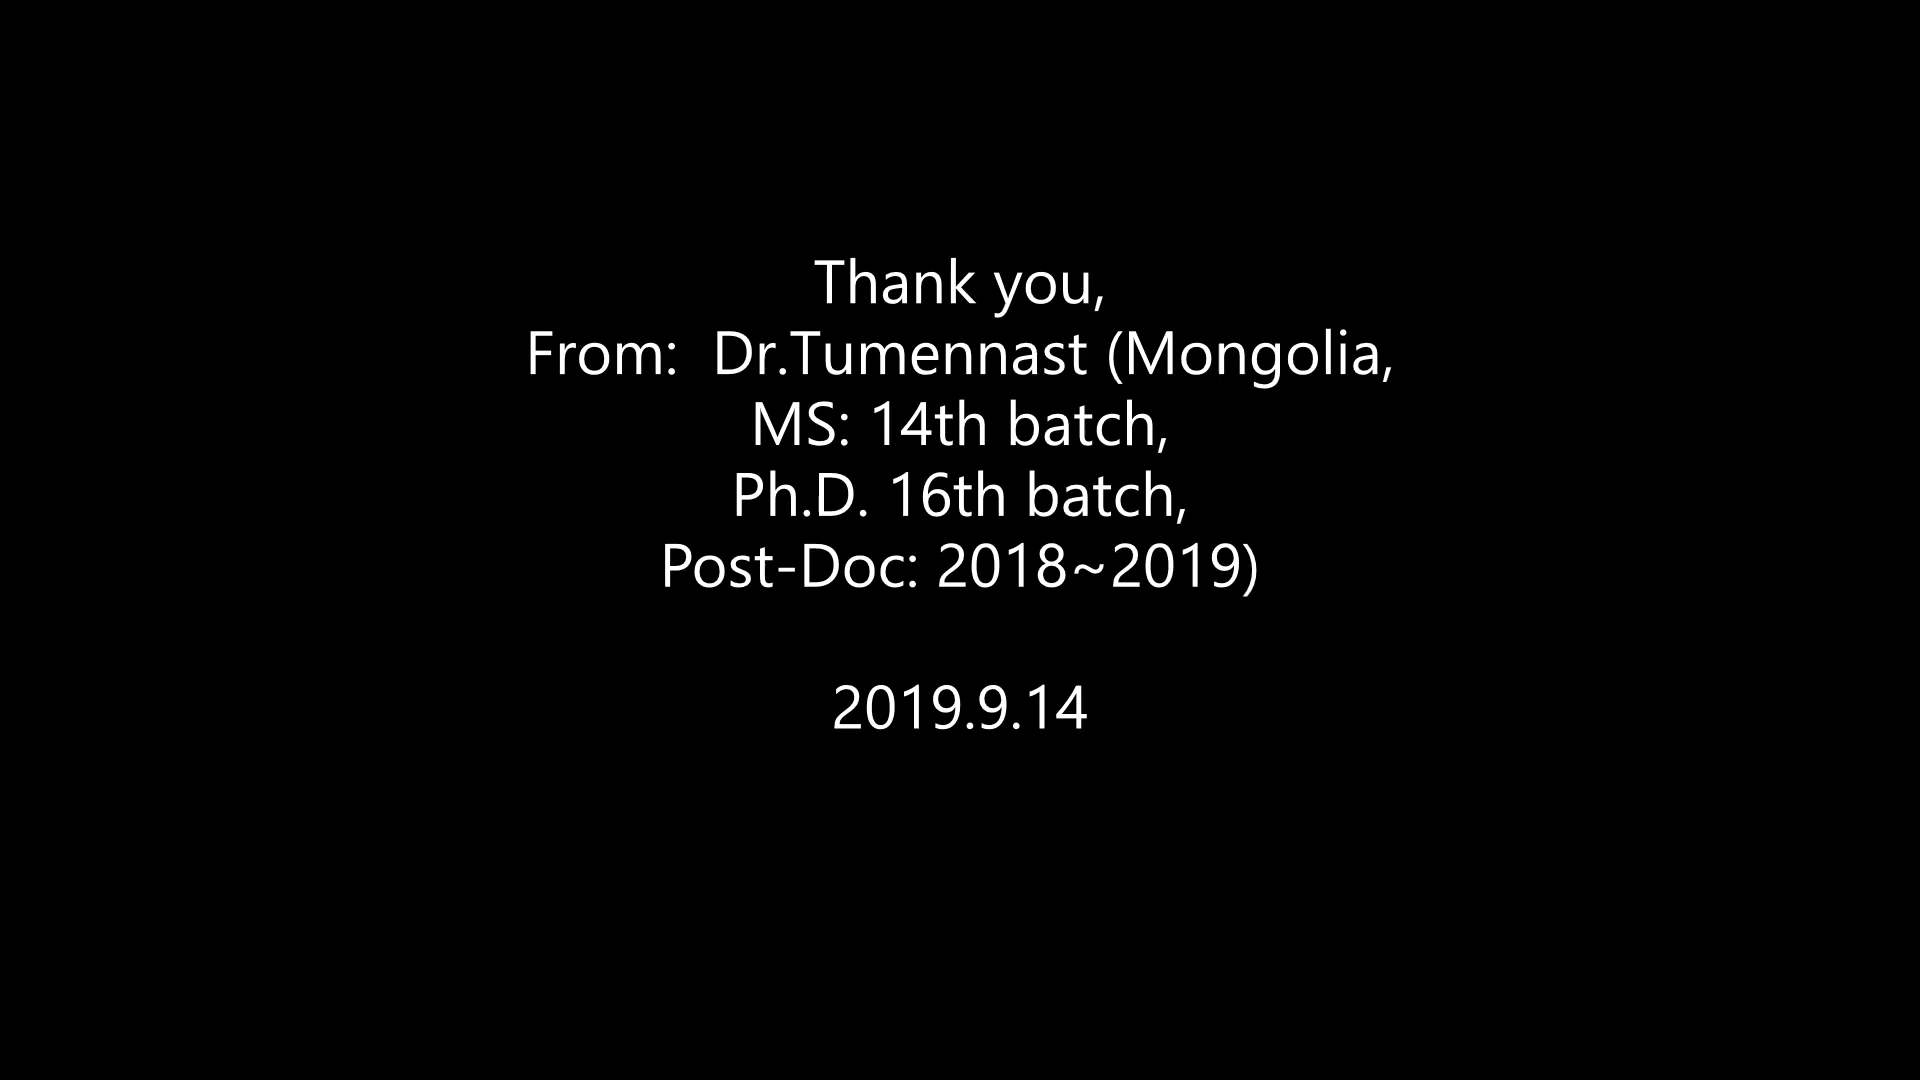 Thank you,
From:  Dr.Tumennast (Mongolia,
MS: 14th batch,
Ph.D. 16th batch,
Post-Doc: 2018~2019)
2019.9.14